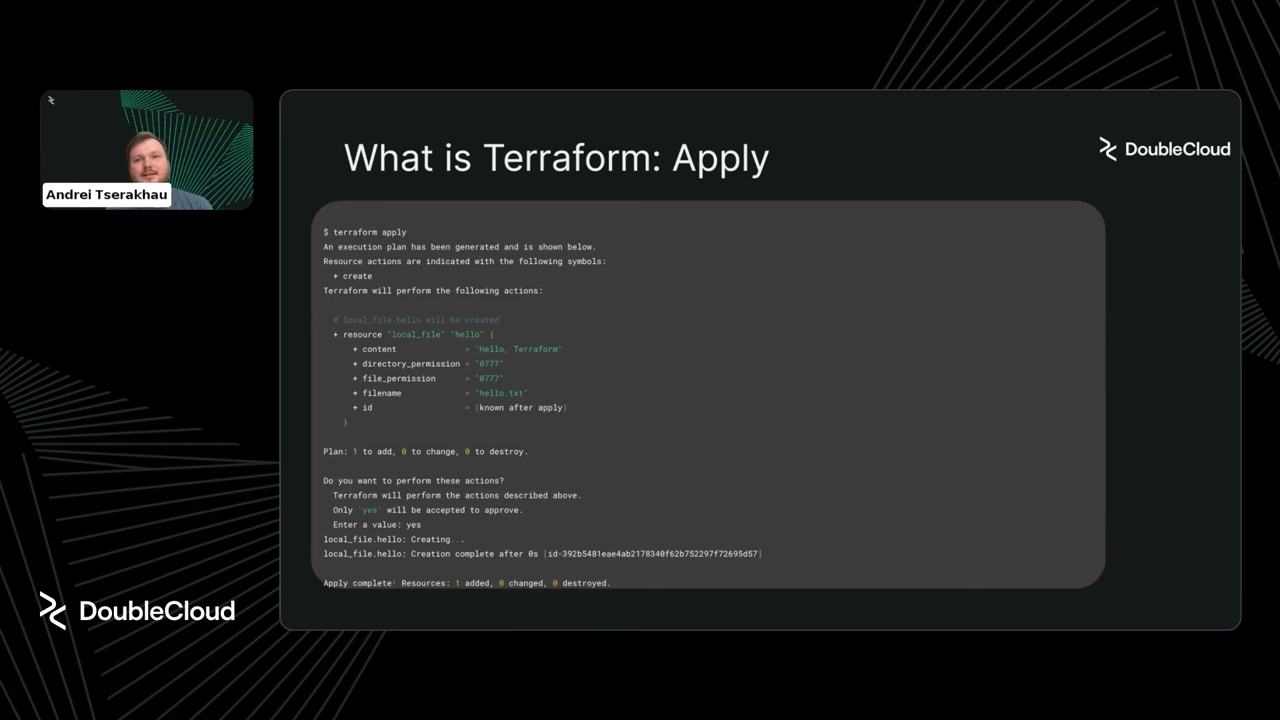 Andrei Tserakhau
What is Terraform: Apply
DoubleCloud
$ terraform apply
An execution plan has been generated and is shown below.
Resource actions are indicated with the following symbols:
+ create
Terraform will perform the following actions:
# local_file.hello will be created
+ resource "local_file" "hello" {
+ content = "Hello, Terraform"
+ directory_permission = "0777"
+ file_permission = "0777"
+ filename = "hello.txt"
+ id = (known after apply)
}
Plan: 1 to add, 0 to change, 0 to destroy.
Do you want to perform these actions?
Terraform will perform the actions described above.
Only 'yes' will be accepted to approve.
Enter a value: yes
local_file.hello: Creating...
local_file.hello: Creation complete after 0s [id=392b5481eae4ab2178340f62b752297f72695d57]
Apply complete! Resources: 1 added, 0 changed, 0 destroyed.
DoubleCloud